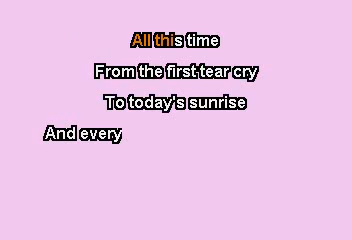 All this time
From the first tear cry
To today's sunrise
And every